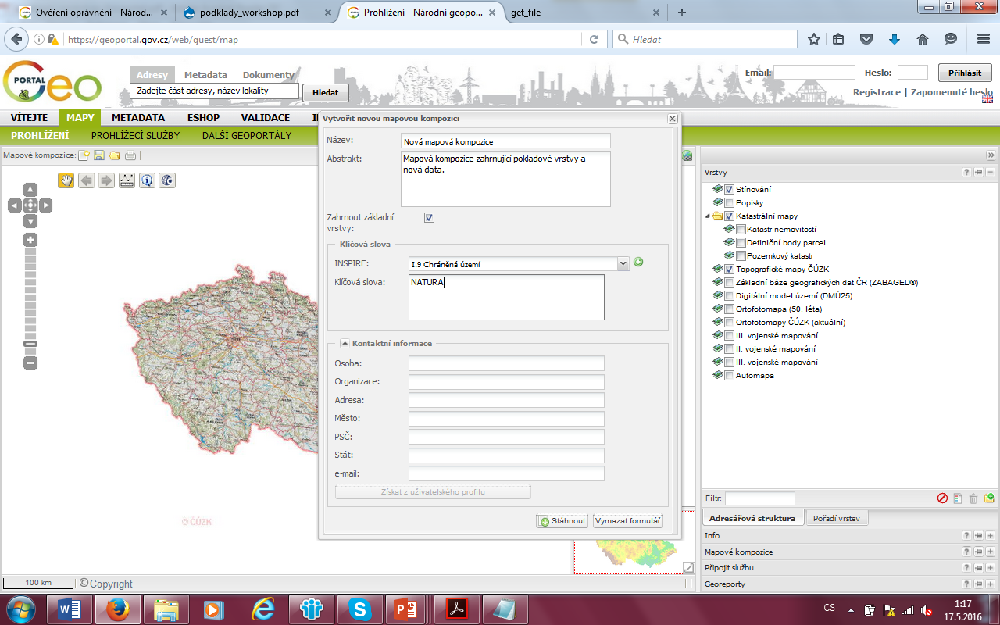 Ověření oprávnění - Národ...
podklady_workshop.pdf
Prohlížení - Národní geopo...
get_file
https://geoportal.gov.cz/web/guest/map
Hledat
PORTAL
Geo
Adresy Metadata Dokumenty
Zadejte část adresy, název lokality
Hledat
Email:
Heslo:
Přihlásit
Registrace | Zapomenuté heslo
VÍTEJTE MAPY METADATA ESHOP VALIDACE
PROHLÍŽENÍ PROHLÍŽECÍ SLUŽBY DALŠÍ GEOPORTÁLY
Mapové kompozice:
Vytvořit novou mapovou kompozici
Název: Nová mapová kompozice
Abstrakt: Mapová kompozice zahrnující pokladové vrstvy a
nová data.
Zahrnout základní
vrstvy:
Klíčová slova
INSPIRE: I.9 Chráněná území
Klíčová slova: NATURA
Kontaktní informace
Osoba:
Organizace:
Adresa:
Město:
PSČ:
Stát:
e-mail:
Získat z uživatelského profilu
Stáhnout
Vymazat formulář
© ČÚZK
100 km
© Copyright
Vrstvy
Stínování
Popisky
Katastrální mapy
Katastr nemovitostí
Definiční body parcel
Pozemkový katastr
Topografické mapy ČÚZK
Základní báze geografických dat ČR (ZABAGED®)
Digitální model území (DMÚ25)
Ortofotomapa (50. léta)
Ortofotomapy ČÚZK (aktuální)
III. vojenské mapování
II. vojenské mapování
III. vojenské mapování
Automapa
Filtr:
Adresářová struktura
Pořadí vrstev
Info
Mapové kompozice
Připojit službu
Georeporty
CS
1:17
17.5.2016